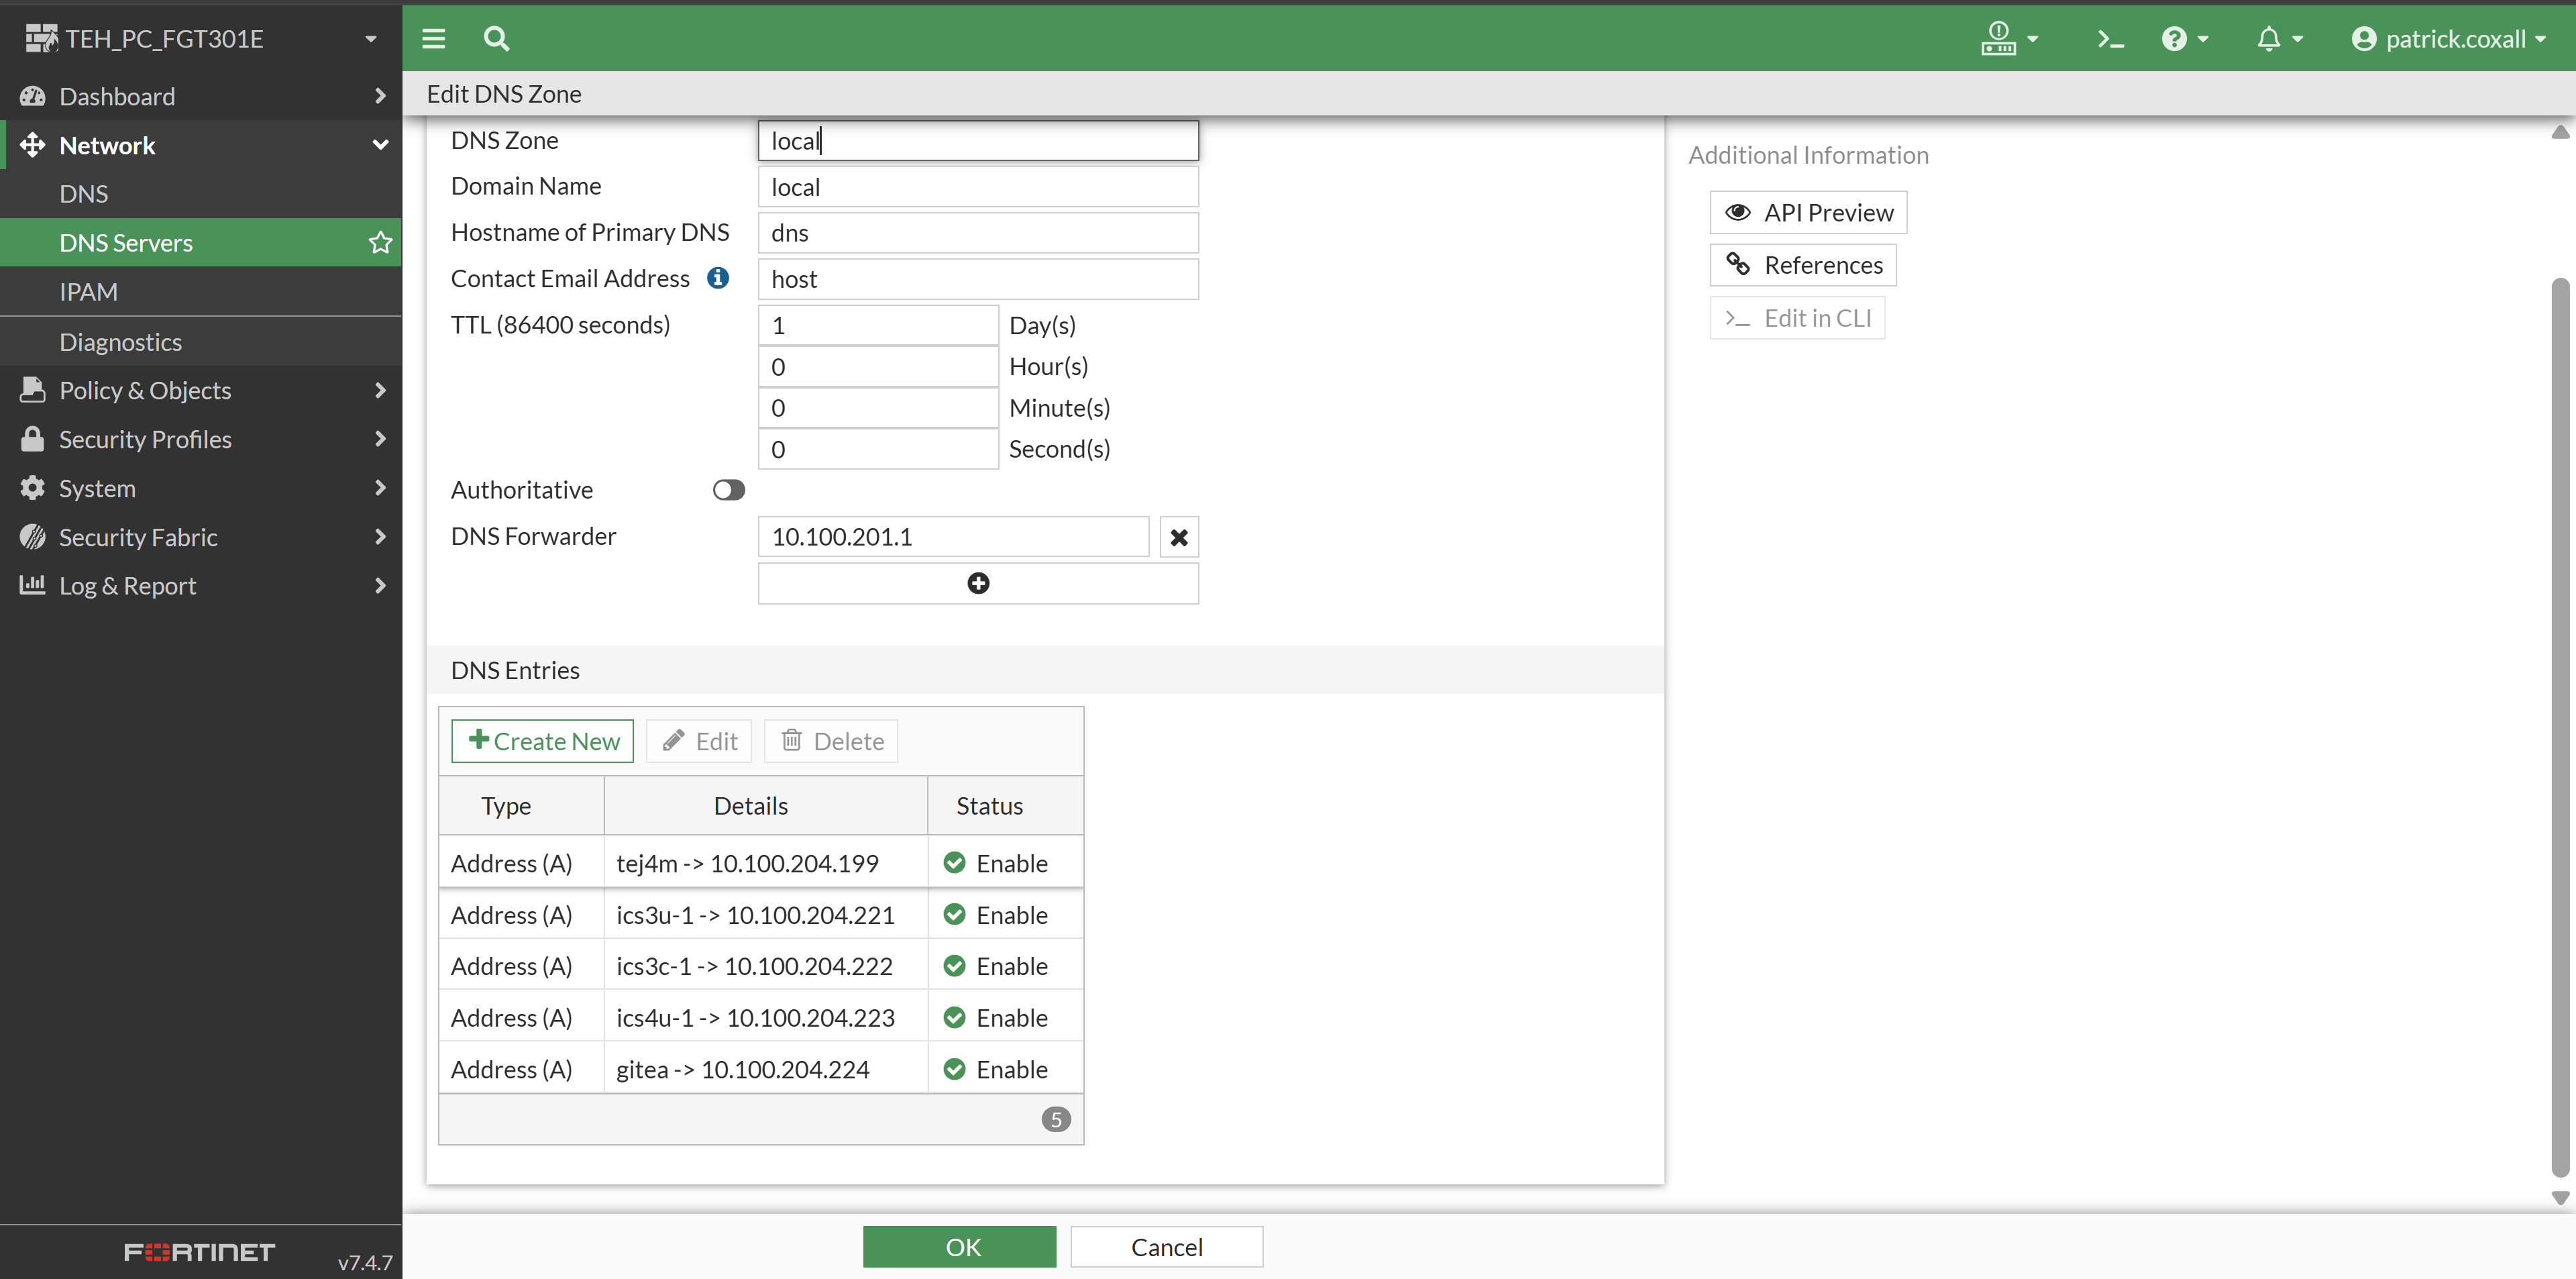 TEH_PC_FGT301E
patrick.coxall
Dashboard
Network
DNS
DNS Servers
IPAM
Diagnostics
Policy & Objects
Security Profiles
System
Security Fabric
Log & Report
FORTINET
v7.4.7
Edit DNS Zone
DNS Zone local
Domain Name local
Hostname of Primary DNS dns
Contact Email Address host
TTL (86400 seconds) 1 Day(s)
0 Hour(s)
0 Minute(s)
0 Second(s)
Authoritative
DNS Forwarder 10.100.201.1
DNS Entries
Create New Edit Delete
Type Details Status
Address (A) tej4m -> 10.100.204.199 Enable
Address (A) ics3u-1 -> 10.100.204.221 Enable
Address (A) ics3c-1 -> 10.100.204.222 Enable
Address (A) ics4u-1 -> 10.100.204.223 Enable
Address (A) gitea -> 10.100.204.224 Enable
5
Additional Information
API Preview
References
>_ Edit in CLI
OK Cancel